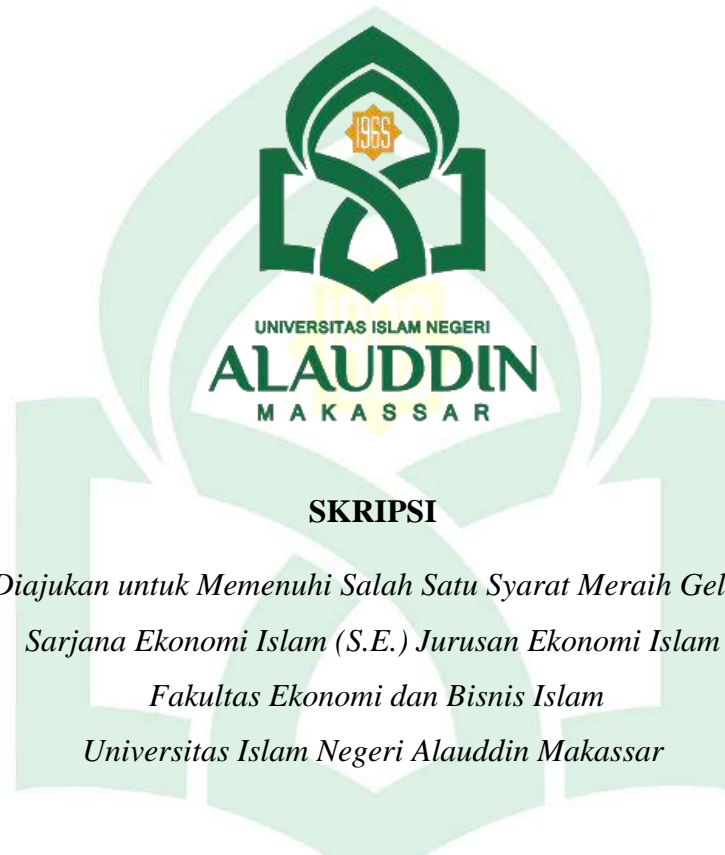 1965
UNIVERSITAS ISLAM NEGERI
ALAUDDIN
MAKASSAR
SKRIPSI
Diajukan untuk Memenuhi Salah Satu Syarat Meraih Gel
Sarjana Ekonomi Islam (S.E.) Jurusan Ekonomi Islam
Fakultas Ekonomi dan Bisnis Islam
Universitas Islam Negeri Alauddin Makassar